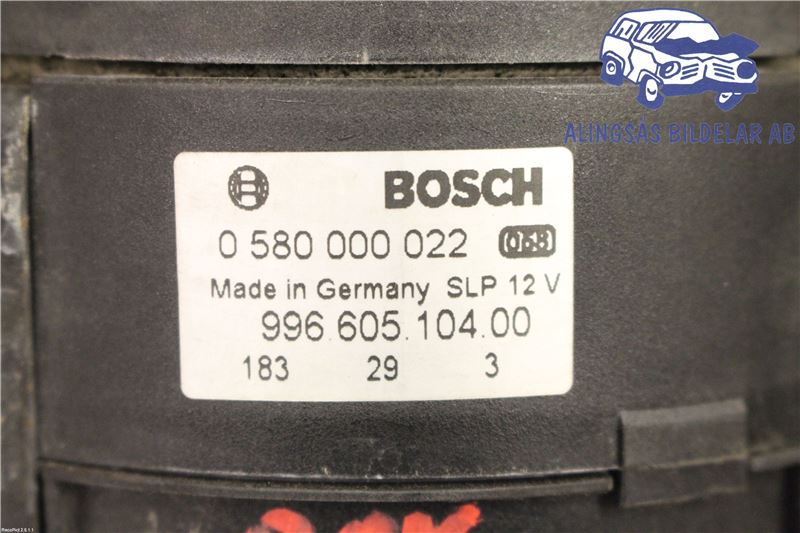 ALINGSÅS BILDELAR AB
BOSCH
0 580 000 022 068
Made in Germany SLP 12 V
996.605.104.00
183 29 3